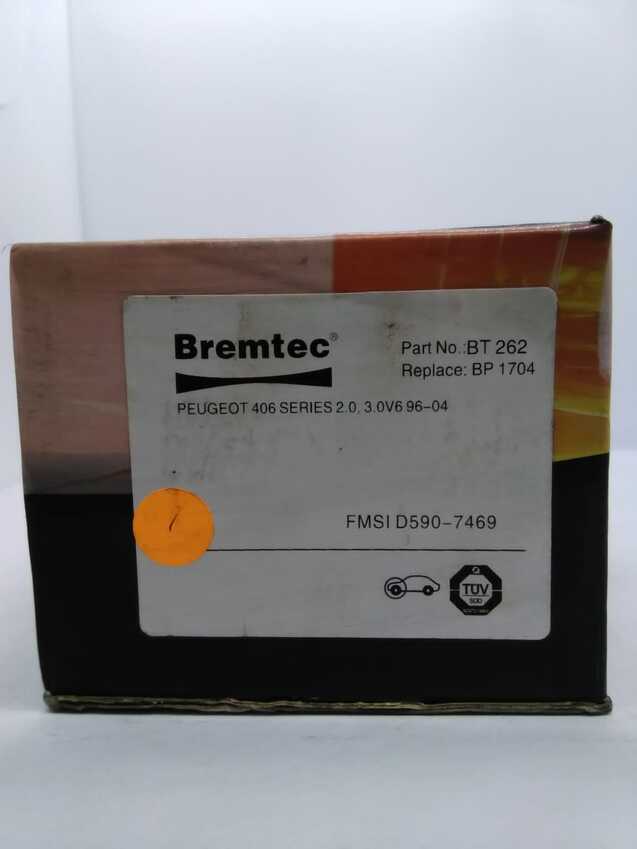 Bremtec®
Part No.:BT 262
Replace: BP 1704
PEUGEOT 406 SERIES 2.0, 3.0V6 96-04
FMSI D590-7469
TÜV
SÜD